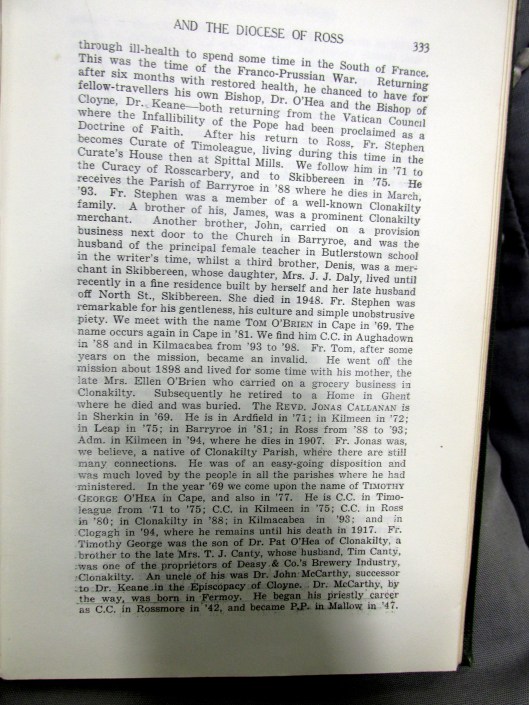 AND THE DIOCESE OF ROSS 333
through ill-health to spend some time in the South of France.
This was the time of the Franco-Prussian War. Returning
after six months with restored health, he chanced to have for
fellow-travellers his own Bishop, Dr. O'Hea and the Bishop of
Cloyne, Dr. Keane—both returning from the Vatican Council
where the Infallibility of the Pope had been proclaimed as a
Doctrine of Faith. After his return to Ross, Fr. Stephen
becomes Curate of Timoleague, living during this time in the
Curate's House then at Spittal Mills. We follow him in '71 to
the Curacy of Rosscarbery, and to Skibbereen in '75. He
receives the Parish of Barryroe in '88 where he dies in March,
'93. Fr. Stephen was a member of a well-known Clonakilty
family. A brother of his, James, was a prominent Clonakilty
merchant. Another brother, John, carried on a provision
business next door to the Church in Barryroe, and was the
husband of the principal female teacher in Butlerstown school
in the writer's time, whilst a third brother, Denis, was a mer-
chant in Skibbereen, whose daughter, Mrs. J. J. Daly, lived until
recently in a fine residence built by herself and her late husband
off North St., Skibbereen. She died in 1948. Fr. Stephen was
remarkable for his gentleness, his culture and simple unobstrusive
piety. We meet with the name TOM O'BRIEN in Cape in '69. The
name occurs again in Cape in '81. We find him C.C. in Aughadown
in '88 and in Kilmacabea from '93 to '98. Fr. Tom, after some
years on the mission, became an invalid. He went off the
mission about 1898 and lived for some time with his mother, the
late Mrs. Ellen O'Brien who carried on a grocery business in
Clonakilty. Subsequently he retired to a Home in Ghent
where he died and was buried. The REVD. JONAS CALLANAN is
in Sherkin in '69. He is in Ardfield in '71; in Kilmeen in '72;
in Leap in '75; in Barryroe in '81; in Ross from '88 to '93;
Adm. in Kilmeen in '94, where he dies in 1907. Fr. Jonas was,
we believe, a native of Clonakilty Parish, where there are still
many connections. He was of an easy-going disposition and
was much loved by the people in all the parishes where he had
ministered. In the year '69 we come upon the name of TIMOTHY
GEORGE O'HEA in Cape, and also in '77. He is C.C. in Timo-
league from '71 to '75; C.C. in Kilmeen in '75; C.C. in Ross
in '80; in Clonakilty in '88; in Kilmacabea in '93; and in
Clogagh in '94, where he remains until his death in 1917. Fr.
Timothy George was the son of Dr. Pat O'Hea of Clonakilty, a
brother to the late Mrs. T. J. Canty, whose husband, Tim Canty,
was one of the proprietors of Deasy & Co.'s Brewery Industry,
Clonakilty. An uncle of his was Dr. John McCarthy, successor
to Dr. Keane in the Episcopacy of Cloyne. Dr. McCarthy, by
the way, was born in Fermoy. He began his priestly career
as C.C. in Rossmore in '42, and became P.P. in Mallow in '47.